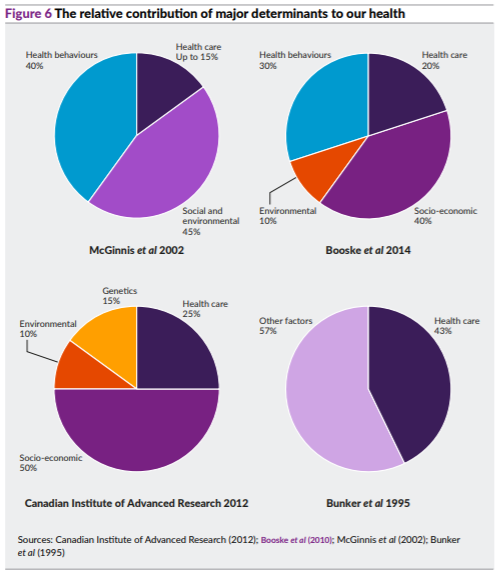 Figure 6 The relative contribution of major determinants to our health
Health behaviours
40%
Health care
Up to 15%
Social and
environmental
45%
McGinnis et al 2002
Health behaviours
30%
Health care
20%
Environmental
10%
Socio-economic
40%
Booske et al 2014
Genetics
15%
Health care
25%
Environmental
10%
Socio-economic
50%
Canadian Institute of Advanced Research 2012
Other factors
57%
Health care
43%
Bunker et al 1995
Sources: Canadian Institute of Advanced Research (2012); Booske et al (2010); McGinnis et al (2002); Bunker
et al (1995)